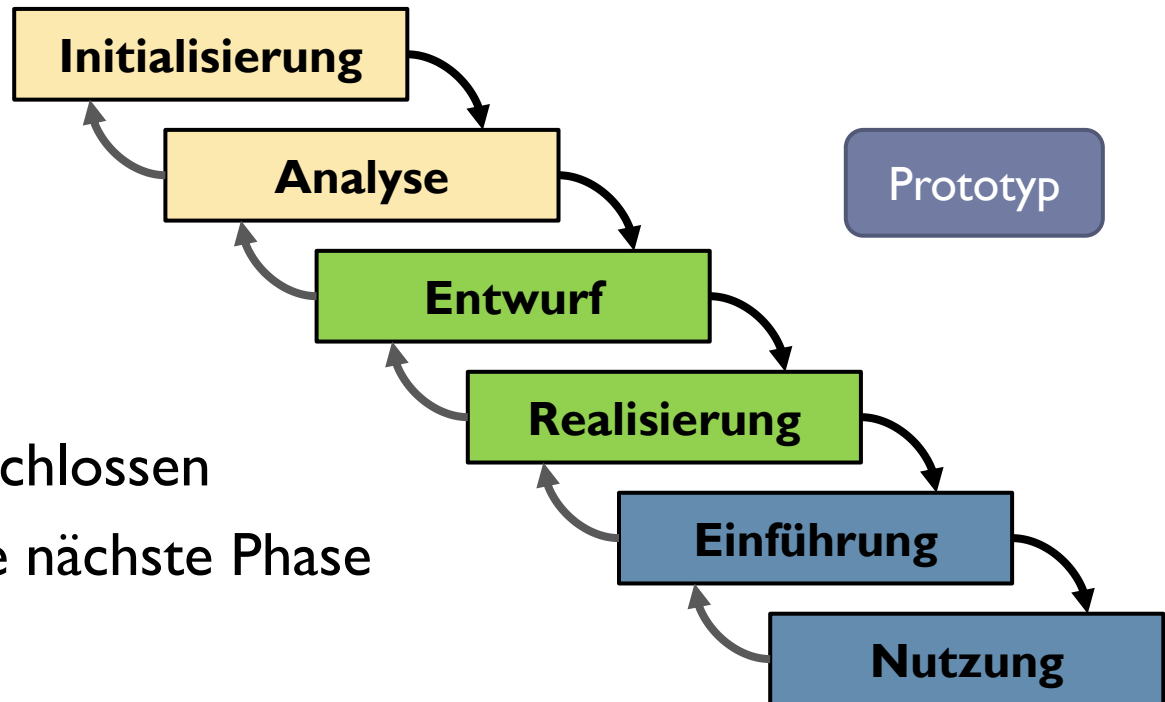 Initialisierung
Analyse
Prototyp
Entwurf
Realisierung
chlossen
Einführung
e nächste Phase
Nutzung